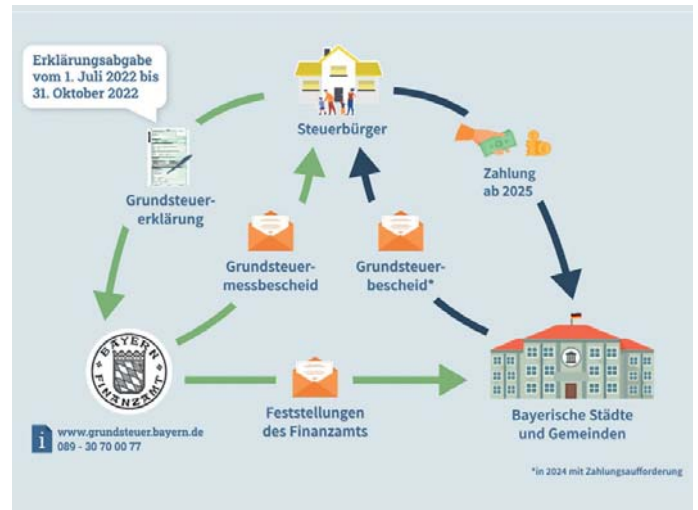 Erklärungsabgabe
vom 1. Juli 2022 bis
31. Oktober 2022
Steuerbürger
Zahlung
ab 2025
Grundsteuer-
erklärung
Grundsteuer-
messbescheid
Grundsteuer-
bescheid*
BAYERN
FINANZAMT
Feststellungen
des Finanzamts
Bayerische Städte
und Gemeinden
i
www.grundsteuer.bayern.de
089 - 30 70 00 77
*in 2024 mit Zahlungsaufforderung